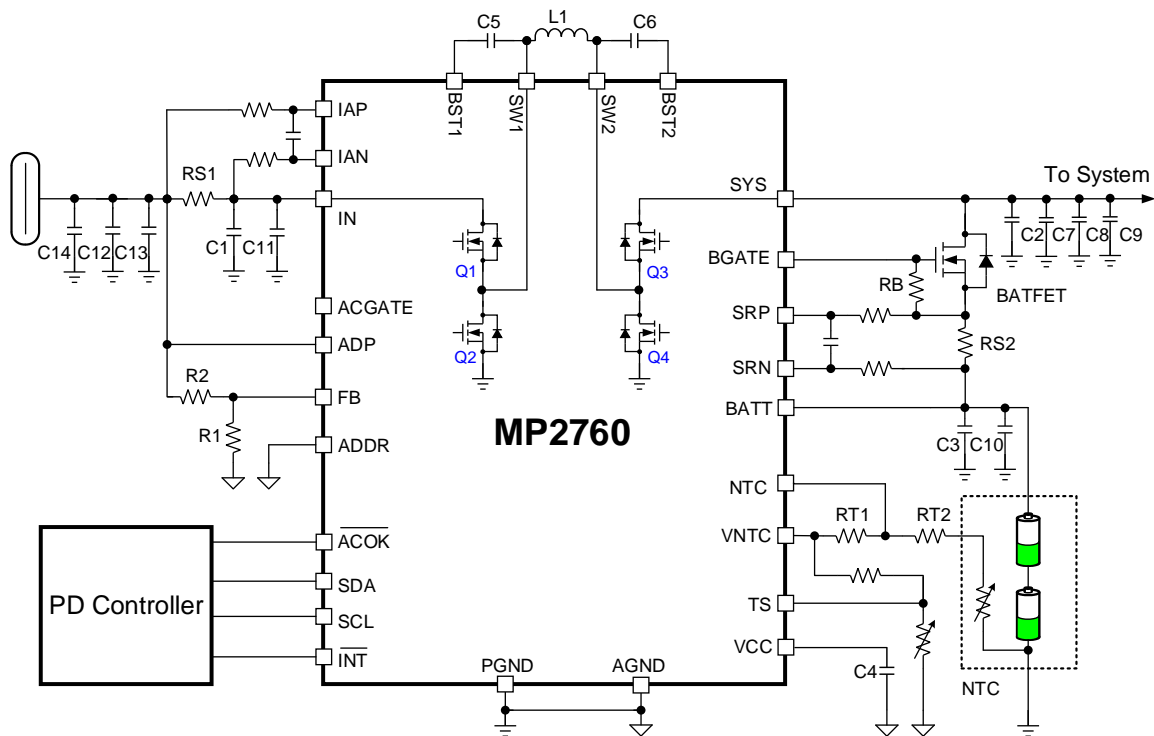 C5
L1
C6
BST1
SW1
SW2
BST2
IAP
IAN
RS1
IN
C14
C12
C13
C1
C11
Q1
Q2
Q3
Q4
ACGATE
ADP
R2
FB
R1
ADDR
MP2760
SYS
To System
C2
C7
C8
C9
BGATE
RB
BATFET
SRP
RS2
SRN
BATT
C3
C10
NTC
RT1
RT2
VNTC
TS
VCC
C4
NTC
PD Controller
ACOK
SDA
SCL
INT
PGND
AGND